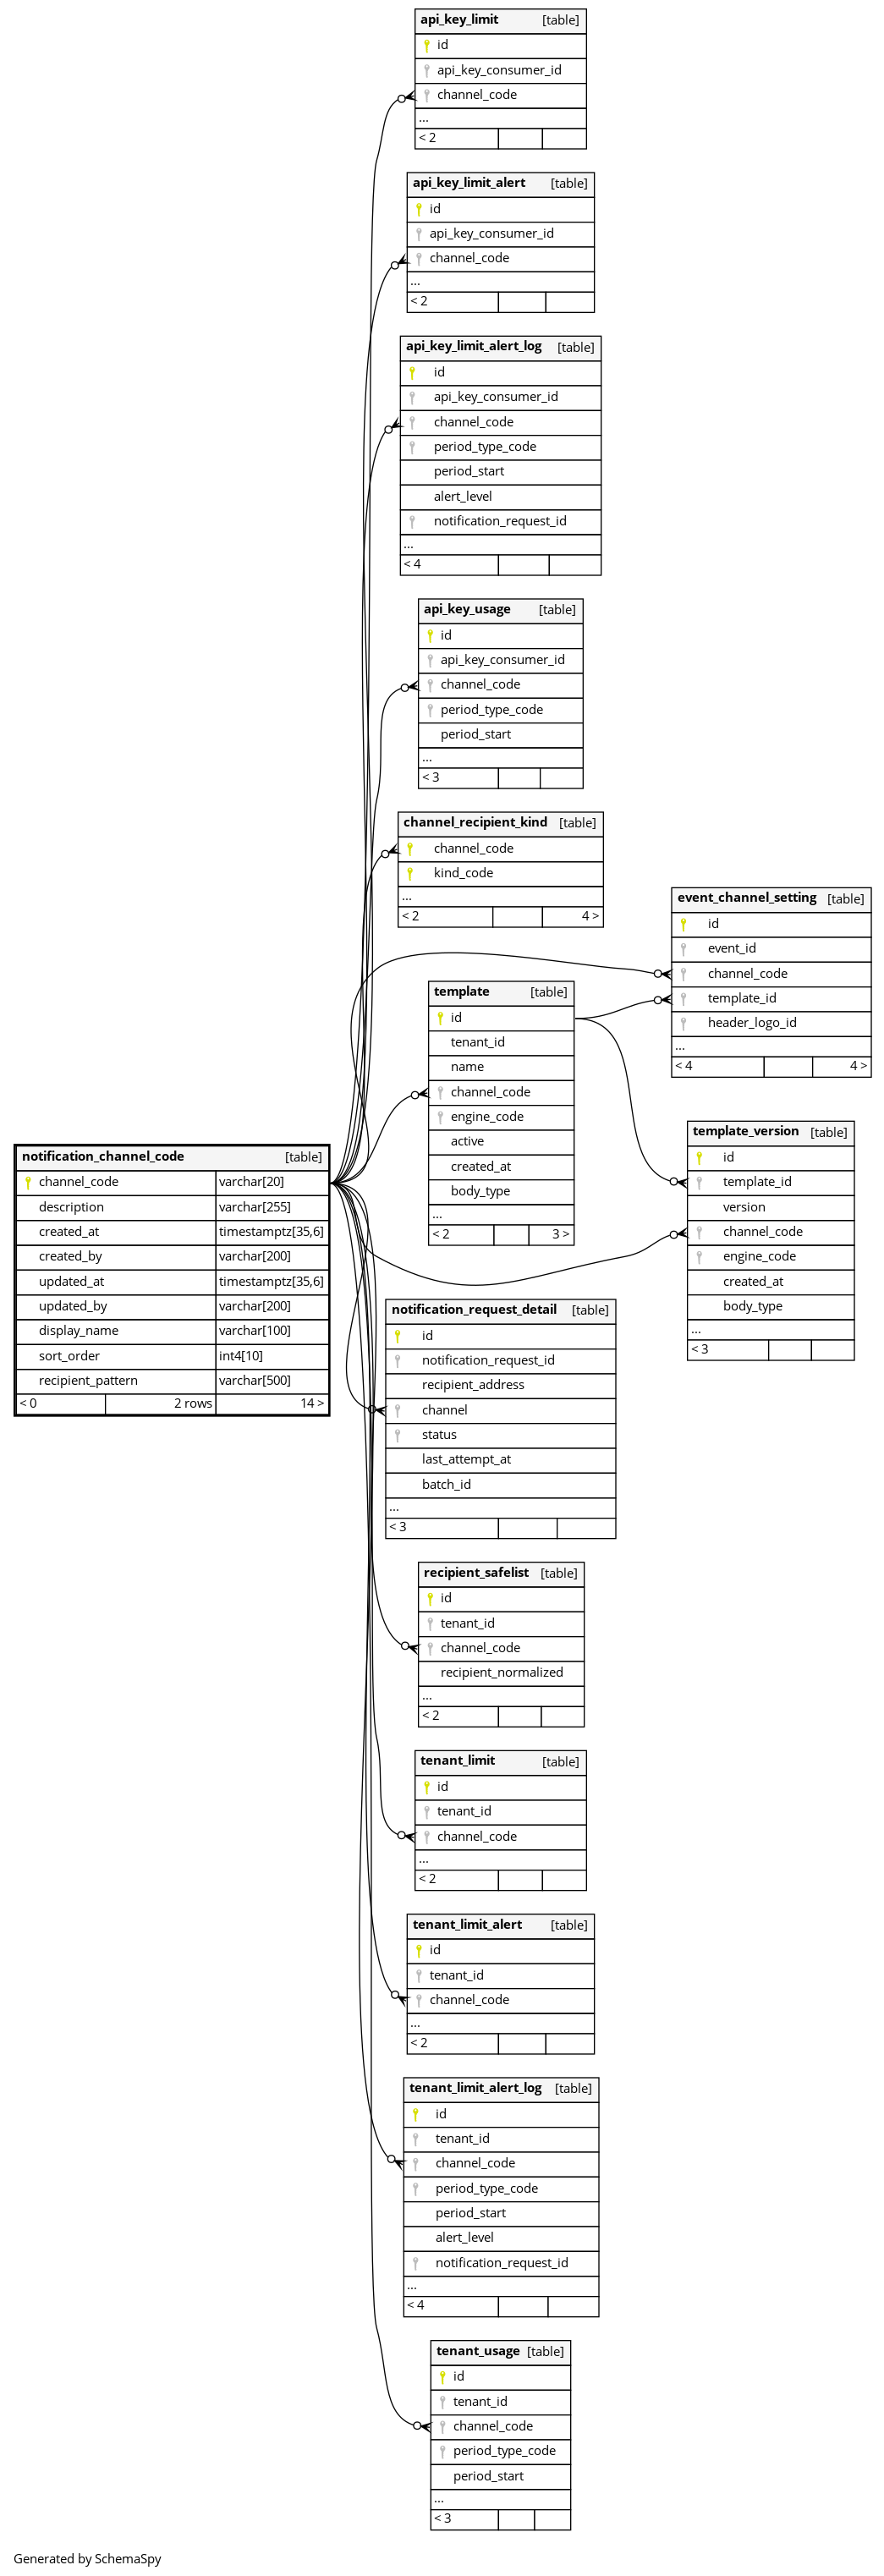 api_key_limit [table]
id
api_key_consumer_id
channel_code
...
< 2
api_key_limit_alert [table]
id
api_key_consumer_id
channel_code
...
< 2
api_key_limit_alert_log [table]
id
api_key_consumer_id
channel_code
period_type_code
period_start
alert_level
notification_request_id
...
< 4
api_key_usage [table]
id
api_key_consumer_id
channel_code
period_type_code
period_start
...
< 3
channel_recipient_kind [table]
channel_code
kind_code
...
< 2 4 >
event_channel_setting [table]
id
event_id
channel_code
template_id
header_logo_id
...
< 4 4 >
template [table]
id
tenant_id
name
channel_code
engine_code
active
created_at
body_type
...
< 2 3 >
template_version [table]
id
template_id
version
channel_code
engine_code
created_at
body_type
...
< 3
notification_channel_code [table]
channel_code varchar[20]
description varchar[255]
created_at timestamptz[35,6]
created_by varchar[200]
updated_at timestamptz[35,6]
updated_by varchar[200]
display_name varchar[100]
sort_order int4[10]
recipient_pattern varchar[500]
< 0 2 rows 14 >
notification_request_detail [table]
id
notification_request_id
recipient_address
channel
status
last_attempt_at
batch_id
...
< 3
recipient_safelist [table]
id
tenant_id
channel_code
recipient_normalized
...
< 2
tenant_limit [table]
id
tenant_id
channel_code
...
< 2
tenant_limit_alert [table]
id
tenant_id
channel_code
...
< 2
tenant_limit_alert_log [table]
id
tenant_id
channel_code
period_type_code
period_start
alert_level
notification_request_id
...
< 4
tenant_usage [table]
id
tenant_id
channel_code
period_type_code
period_start
...
< 3
Generated by SchemaSpy